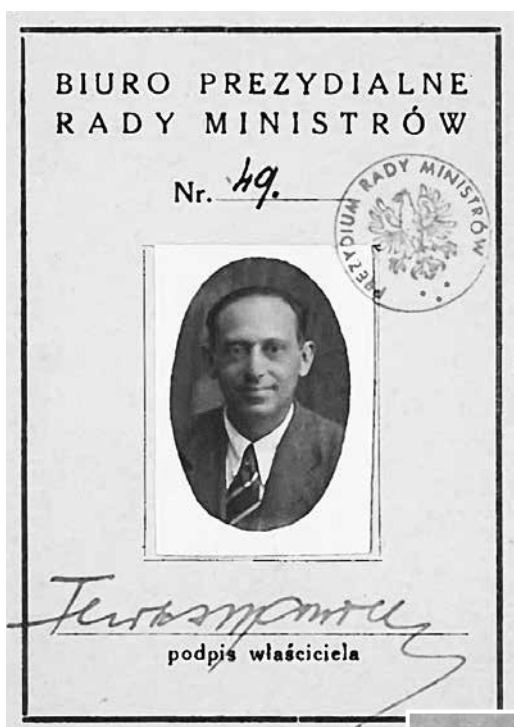 BIURO PREZYDIALNE
RADY MINISTRÓW
Nr. 49.
PREZYDIUM RADY MINISTRÓW
podpis właściciela